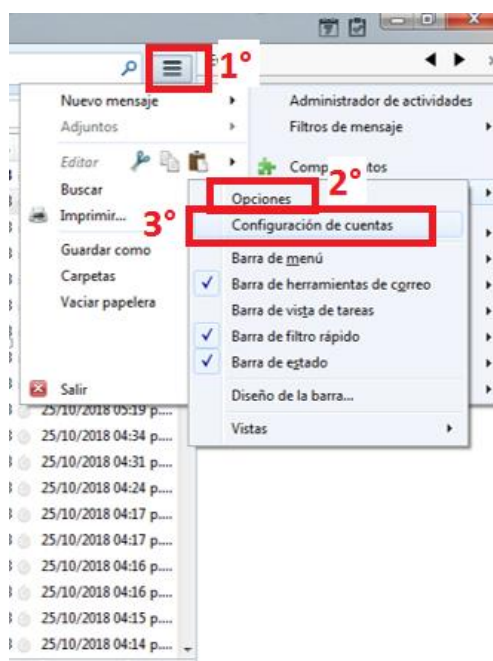 1°
Nuevo mensaje
Adjuntos
Editar
Buscar
Imprimir...
Guardar como
Carpetas
Vaciar papelera
Salir
Administrador de actividades
Filtros de mensaje
2°
Opciones
3°
Configuración de cuentas
Barra de menú
Barra de herramientas de correo
Barra de vista de tareas
Barra de filtro rápido
Barra de estado
Diseño de la barra...
Vistas
25/10/2018 05:19 p....
25/10/2018 04:34 p....
25/10/2018 04:31 p....
25/10/2018 04:24 p....
25/10/2018 04:17 p....
25/10/2018 04:17 p....
25/10/2018 04:16 p....
25/10/2018 04:16 p....
25/10/2018 04:15 p....
25/10/2018 04:14 p....